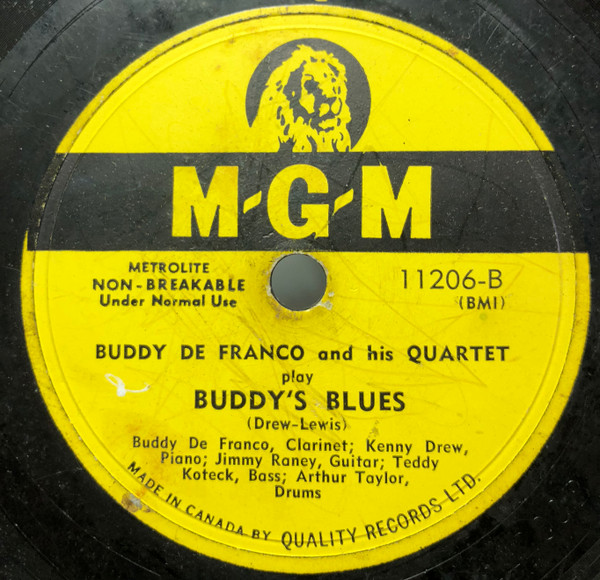 M-G-M
METROLITE
NON-BREAKABLE
Under Normal Use
11206-B
(BMI)
BUDDY DE FRANCO and his QUARTET
play
BUDDY'S BLUES
(Drew-Lewis)
Buddy De Franco, Clarinet; Kenny Drew,
Piano; Jimmy Raney, Guitar; Teddy
Koteck, Bass; Arthur Taylor,
Drums
MADE IN CANADA BY QUALITY RECORDS LTD.